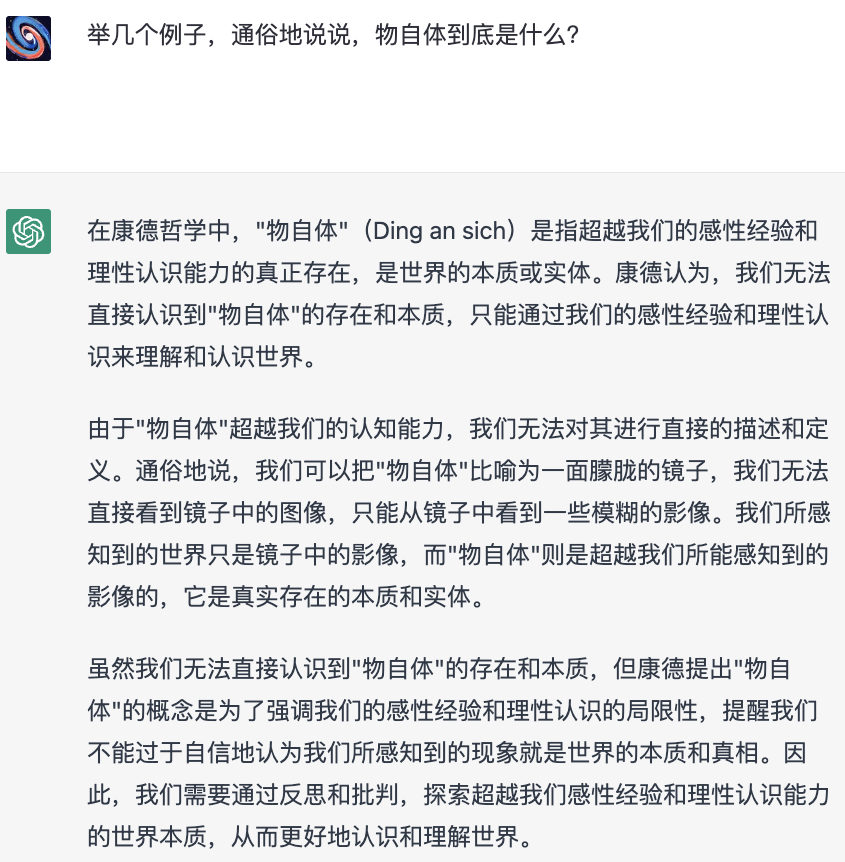 举几个例子，通俗地说说，物自体到底是什么?
在康德哲学中，"物自体"（Ding an sich）是指超越我们的感性经验和
理性认识能力的真正存在，是世界的本质或实体。康德认为，我们无法
直接认识到"物自体"的存在和本质，只能通过我们的感性经验和理性认
识来理解和认识世界。
由于"物自体"超越我们的认知能力，我们无法对其进行直接的描述和定
义。通俗地说，我们可以把"物自体"比喻为一面朦胧的镜子，我们无法
直接看到镜子中的图像，只能从镜子中看到一些模糊的影像。我们所感
知到的世界只是镜子中的影像，而"物自体"则是超越我们所能感知到的
影像的，它是真实存在的本质和实体。
虽然我们无法直接认识到"物自体"的存在和本质，但康德提出"物自
体"的概念是为了强调我们的感性经验和理性认识的局限性，提醒我们
不能过于自信地认为我们所感知到的现象就是世界的本质和真相。因
此，我们需要通过反思和批判，探索超越我们感性经验和理性认识能力
的世界本质，从而更好地认识和理解世界。